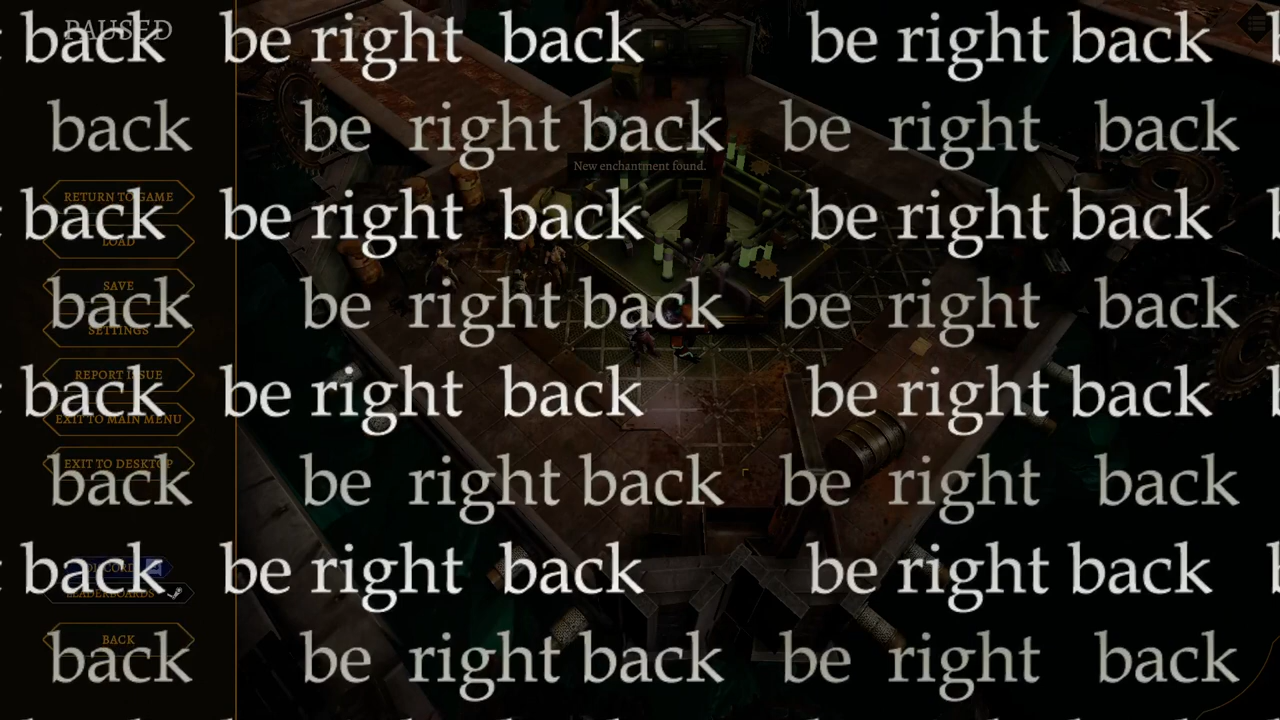 PAUSED
back be right back be right back
back be right back be right back
New enchantment found.
RETURN TO GAME
back be right back be right back
LOAD
SAVE
back be right back be right back
SETTINGS
REPORT ISSUE
back be right back be right back
EXIT TO MAIN MENU
EXIT TO DESKTOP
back be right back be right back
DISCORD
back be right back be right back
LEADERBOARDS
BACK
back be right back be right back